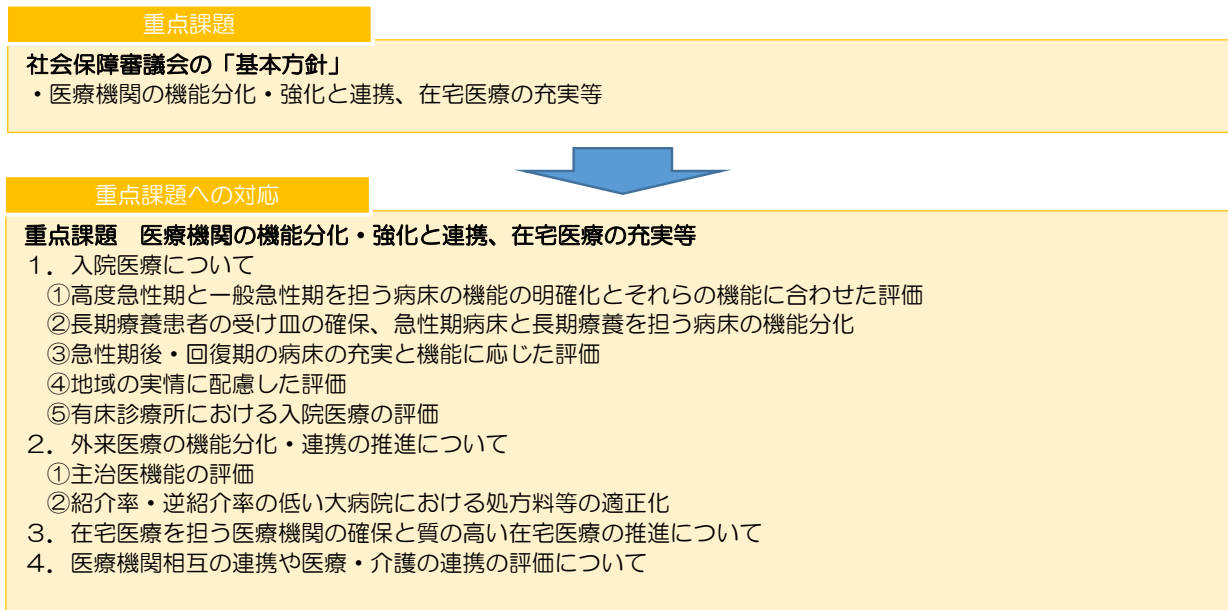 重点課題
社会保障審議会の「基本方針」
・医療機関の機能分化・強化と連携、在宅医療の充実等
重点課題への対応
重点課題　医療機関の機能分化・強化と連携、在宅医療の充実等
１．入院医療について
①高度急性期と一般急性期を担う病床の機能の明確化とそれらの機能に合わせた評価
②長期療養患者の受け皿の確保、急性期病床と長期療養を担う病床の機能分化
③急性期後・回復期の病床の充実と機能に応じた評価
④地域の実情に配慮した評価
⑤有床診療所における入院医療の評価
２．外来医療の機能分化・連携の推進について
①主治医機能の評価
②紹介率・逆紹介率の低い大病院における処方料等の適正化
３．在宅医療を担う医療機関の確保と質の高い在宅医療の推進について
４．医療機関相互の連携や医療・介護の連携の評価について